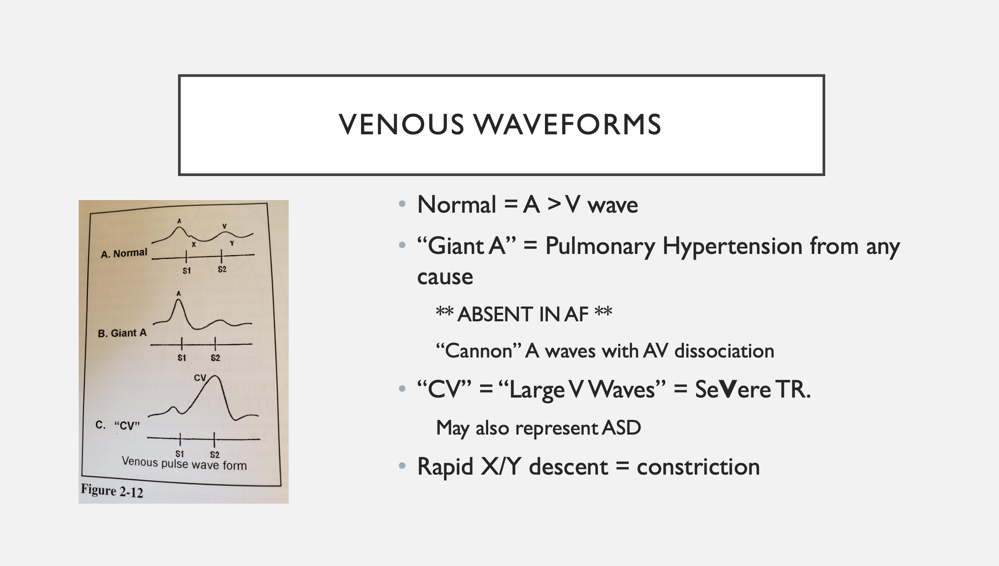 VENOUS WAVEFORMS
A
V
X
Y
A. Normal
S1
S2
A
B. Giant A
S1
S2
CV
C. “CV”
S1
S2
Venous pulse wave form
Figure 2-12
• Normal = A > V wave
• “Giant A” = Pulmonary Hypertension from any
cause
** ABSENT IN AF **
“Cannon” A waves with AV dissociation
• “CV” = “Large V Waves” = SeVere TR.
May also represent ASD
• Rapid X/Y descent = constriction